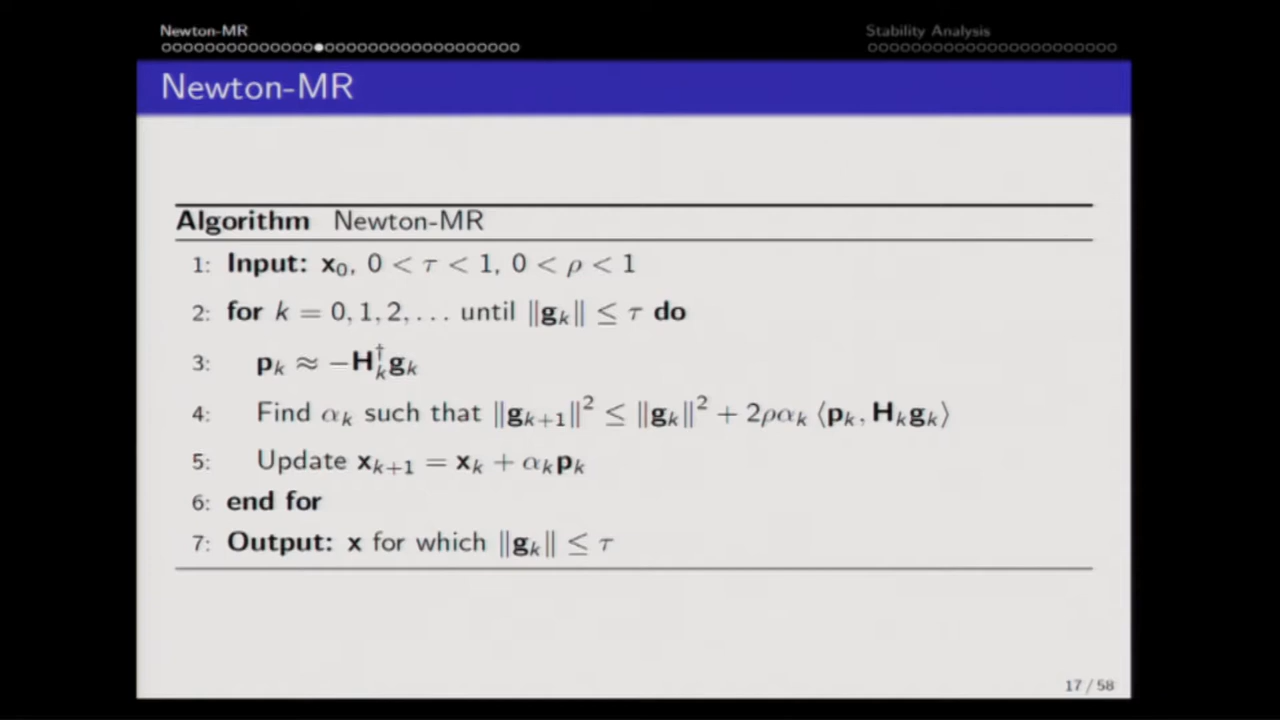 Newton-MR
Stability Analysis
Newton-MR
Algorithm Newton-MR
1: Input: x₀, 0 < τ < 1, 0 < ρ < 1
2: for k = 0, 1, 2, . . . until ‖gₖ‖ ≤ τ do
3: pₖ ≈ −Hₖ†gₖ
4: Find αₖ such that ‖gₖ₊₁‖² ≤ ‖gₖ‖² + 2ραₖ ⟨pₖ, Hₖgₖ⟩
5: Update xₖ₊₁ = xₖ + αₖpₖ
6: end for
7: Output: x for which ‖gₖ‖ ≤ τ
17 / 58